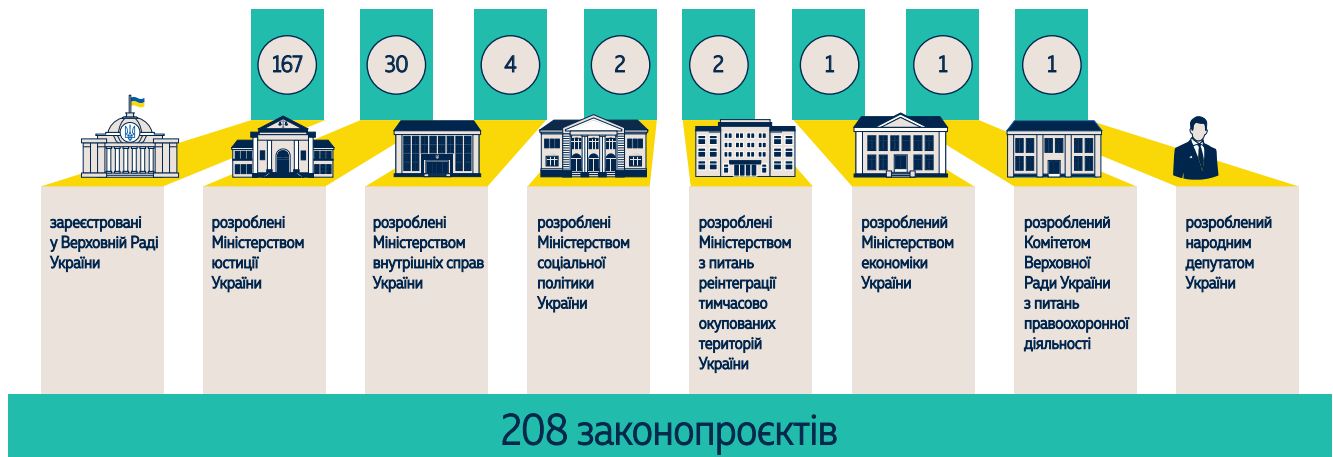 167
30
4
2
2
1
1
1
зареєстровані
у Верховній Раді
України
розроблені
Міністерством
юстиції
України
розроблені
Міністерством
внутрішніх справ
України
розроблені
Міністерством
соціальної
політики
України
розроблені
Міністерством
з питань
реінтеграції
тимчасово
окупованих
територій
України
розроблений
Міністерством
економіки
України
розроблений
Комітетом
Верховної
Ради України
з питань
правоохоронної
діяльності
розроблений
народним
депутатом
України
208 законопроєктів